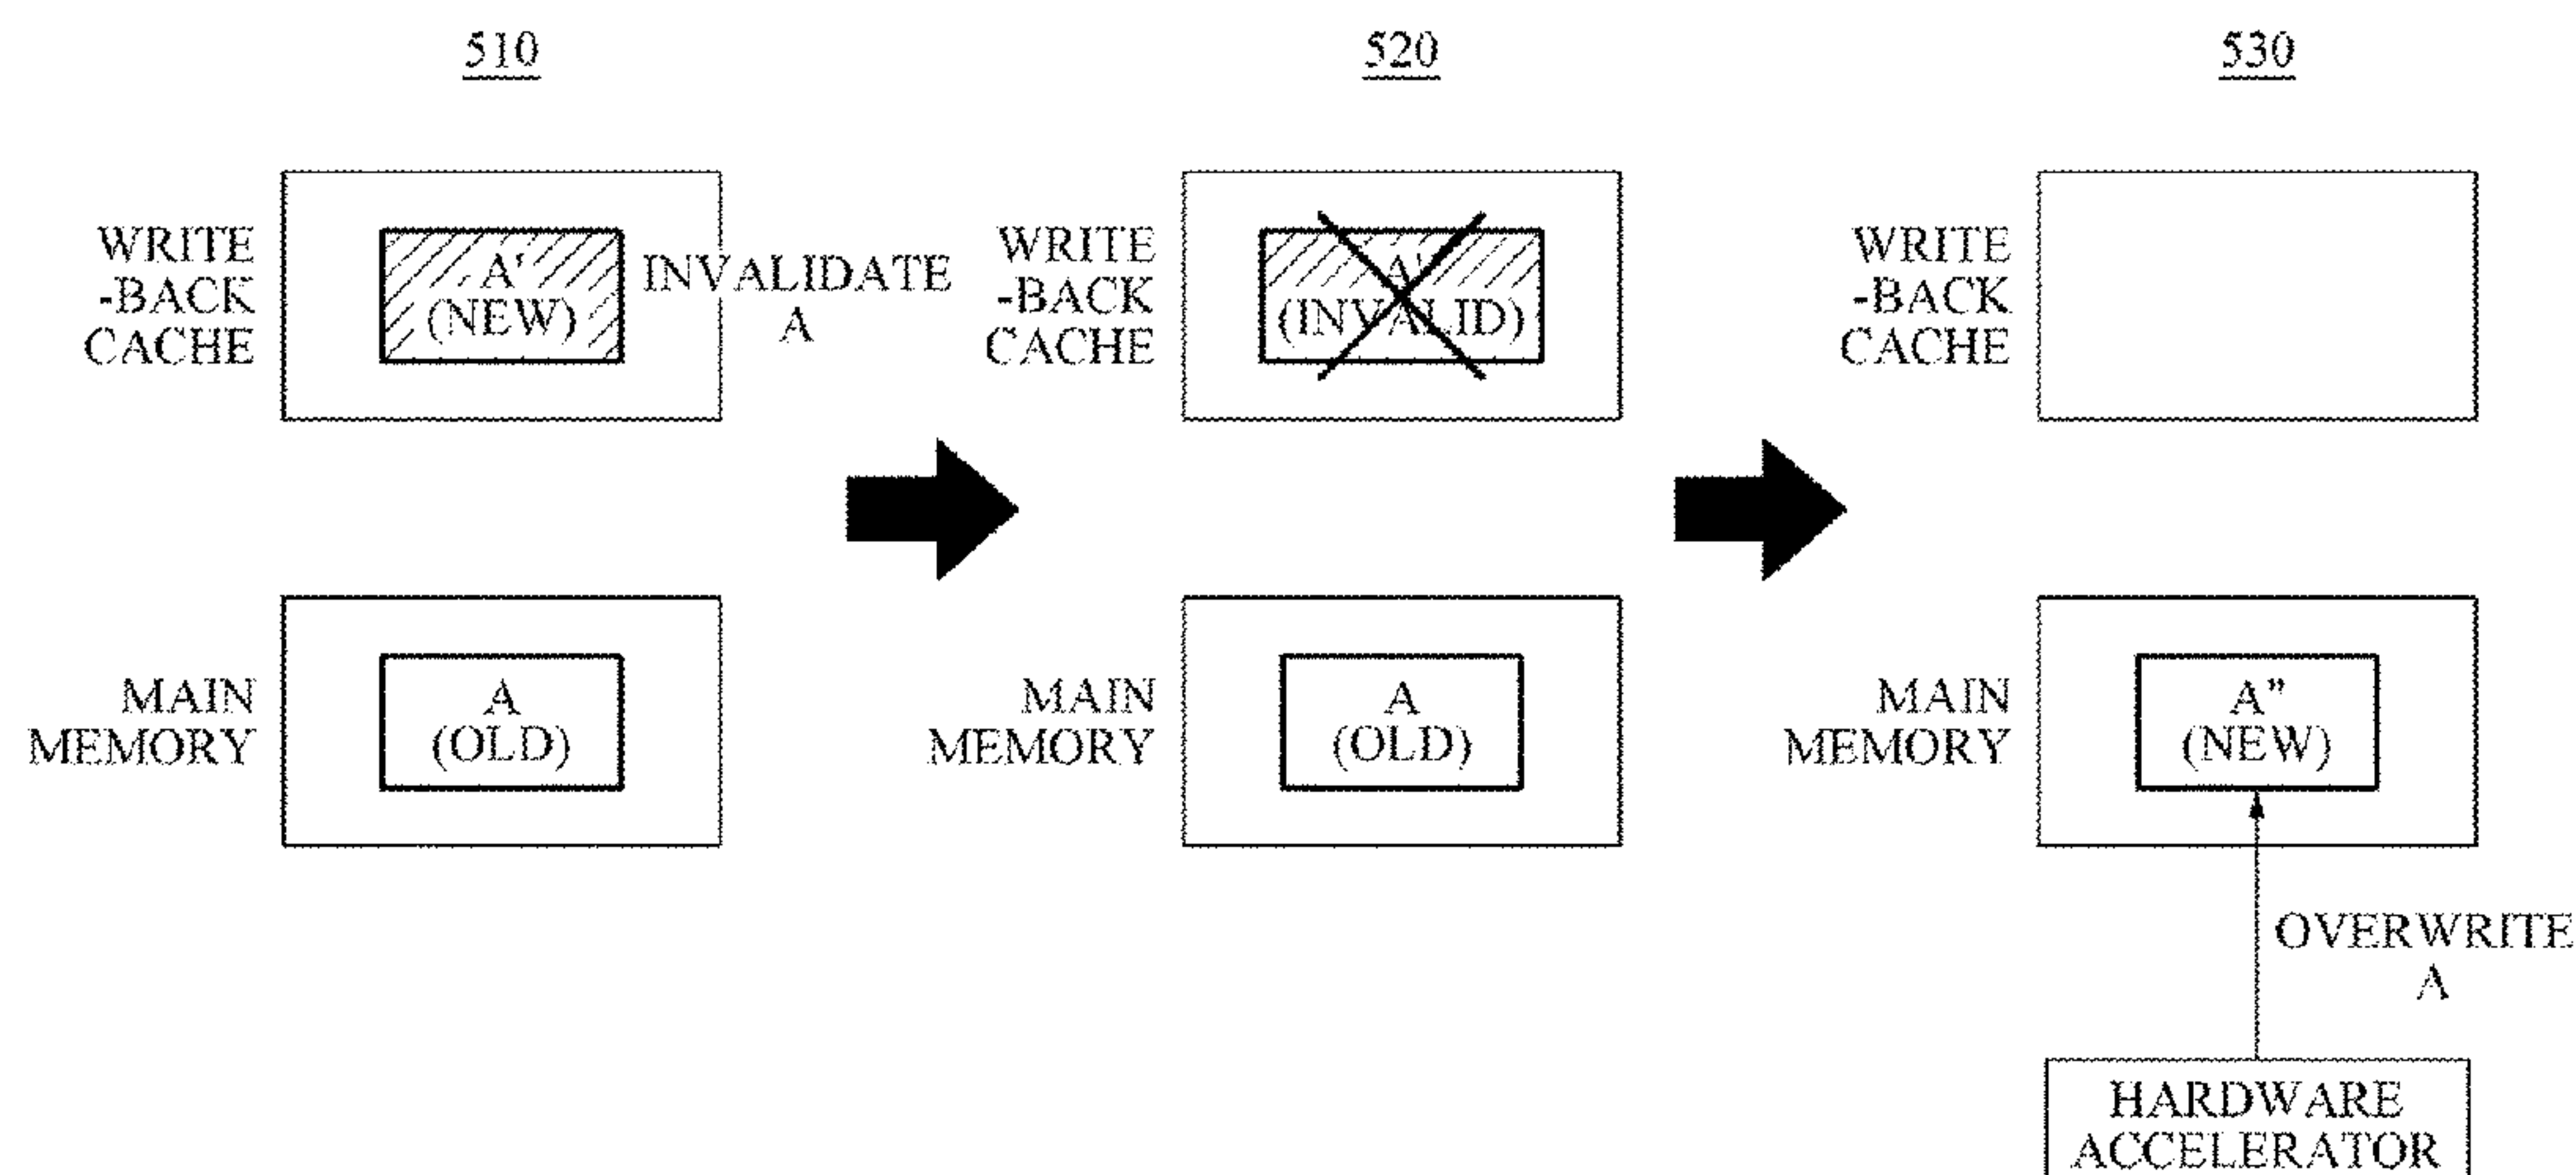 510
WRITE
-BACK
CACHE
A'
(NEW)
INVALIDATE
A
MAIN
MEMORY
A
(OLD)
520
WRITE
-BACK
CACHE
A'
(INVALID)
MAIN
MEMORY
A
(OLD)
530
WRITE
-BACK
CACHE
MAIN
MEMORY
A”
(NEW)
OVERWRITE
A
HARDWARE
ACCELERATOR